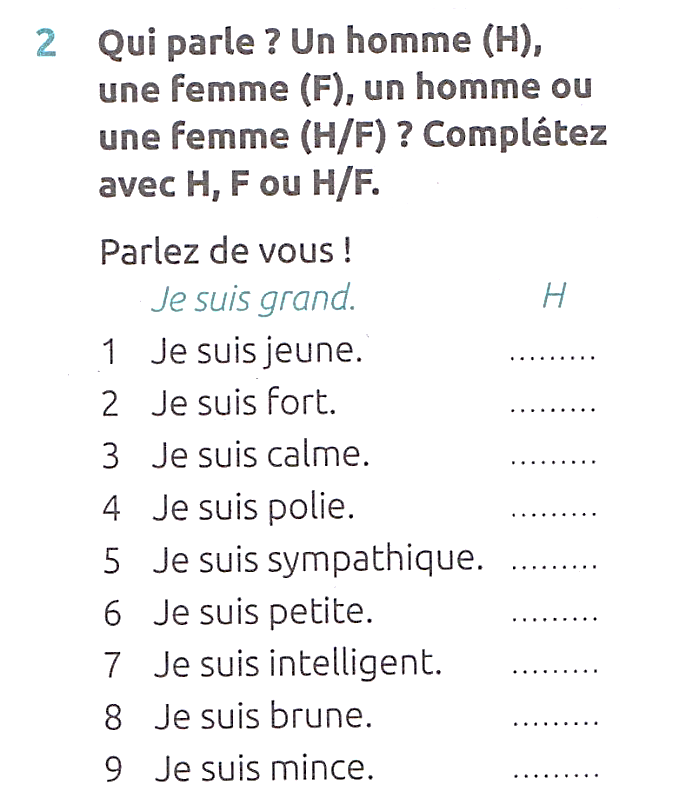 2 Qui parle ? Un homme (H),
une femme (F), un homme ou
une femme (H/F) ? Complétez
avec H, F ou H/F.
Parlez de vous !
Je suis grand. H
1 Je suis jeune. .........
2 Je suis fort. .........
3 Je suis calme. .........
4 Je suis polie. .........
5 Je suis sympathique. .........
6 Je suis petite. .........
7 Je suis intelligent. .........
8 Je suis brune. .........
9 Je suis mince. .........